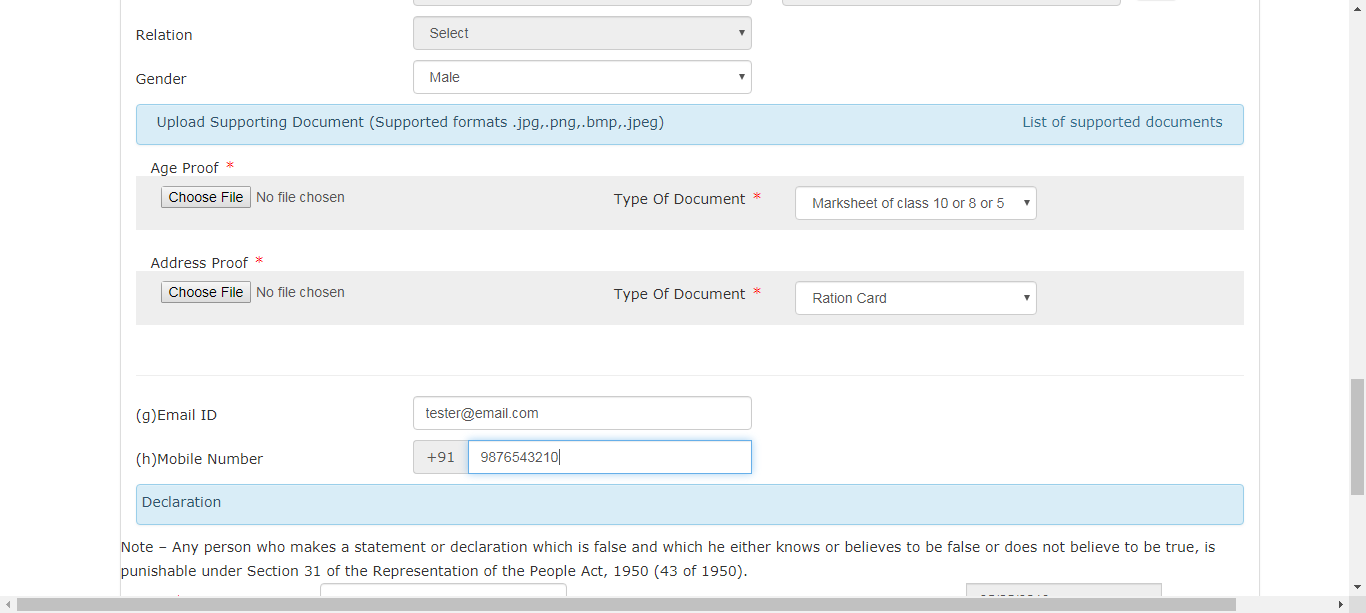 Relation Select
Gender Male
Upload Supporting Document (Supported formats .jpg,.png,.bmp,.jpeg) List of supported documents
Age Proof *
Choose File No file chosen Type Of Document * Marksheet of class 10 or 8 or 5
Address Proof *
Choose File No file chosen Type Of Document * Ration Card
(g)Email ID tester@email.com
(h)Mobile Number +91 9876543210
Declaration
Note – Any person who makes a statement or declaration which is false and which he either knows or believes to be false or does not believe to be true, is
punishable under Section 31 of the Representation of the People Act, 1950 (43 of 1950).